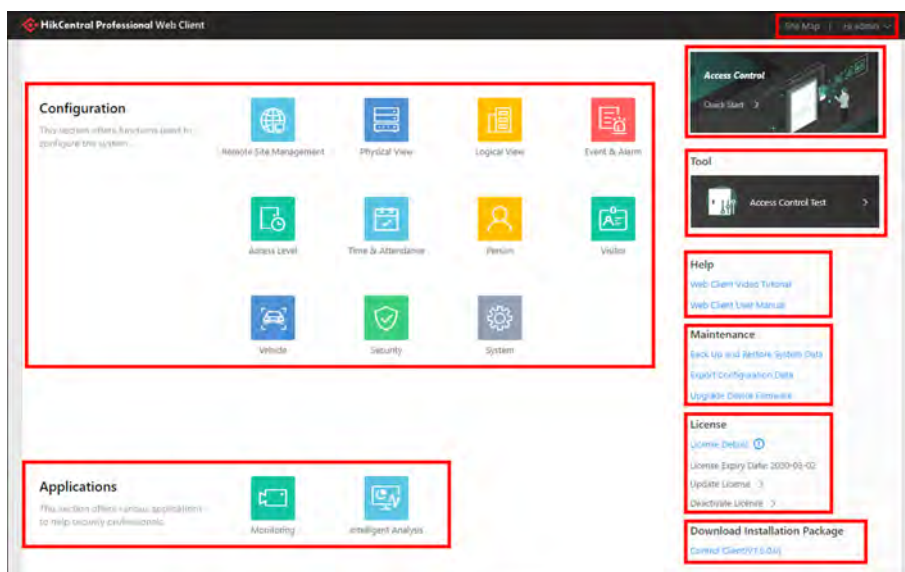 HikCentral Professional Web Client
Site Map | Hi admin
Configuration
This section offers functions used to
configure the system.
Remote Site Management
Physical View
Logical View
Event & Alarm
Access Level
Time & Attendance
Person
Visitor
Vehicle
Security
System
Applications
This section offers various applications
to help security professionals.
Monitoring
Intelligent Analysis
Access Control
Quick Start >
Tool
Access Control Test >
Help
Web Client Video Tutorial
Web Client User Manual
Maintenance
Back Up and Restore System Data
Export Configuration Data
Upgrade Device Firmware
License
License Details
License Expiry Date: 2020-03-02
Update License >
Deactivate License >
Download Installation Package
Control Client